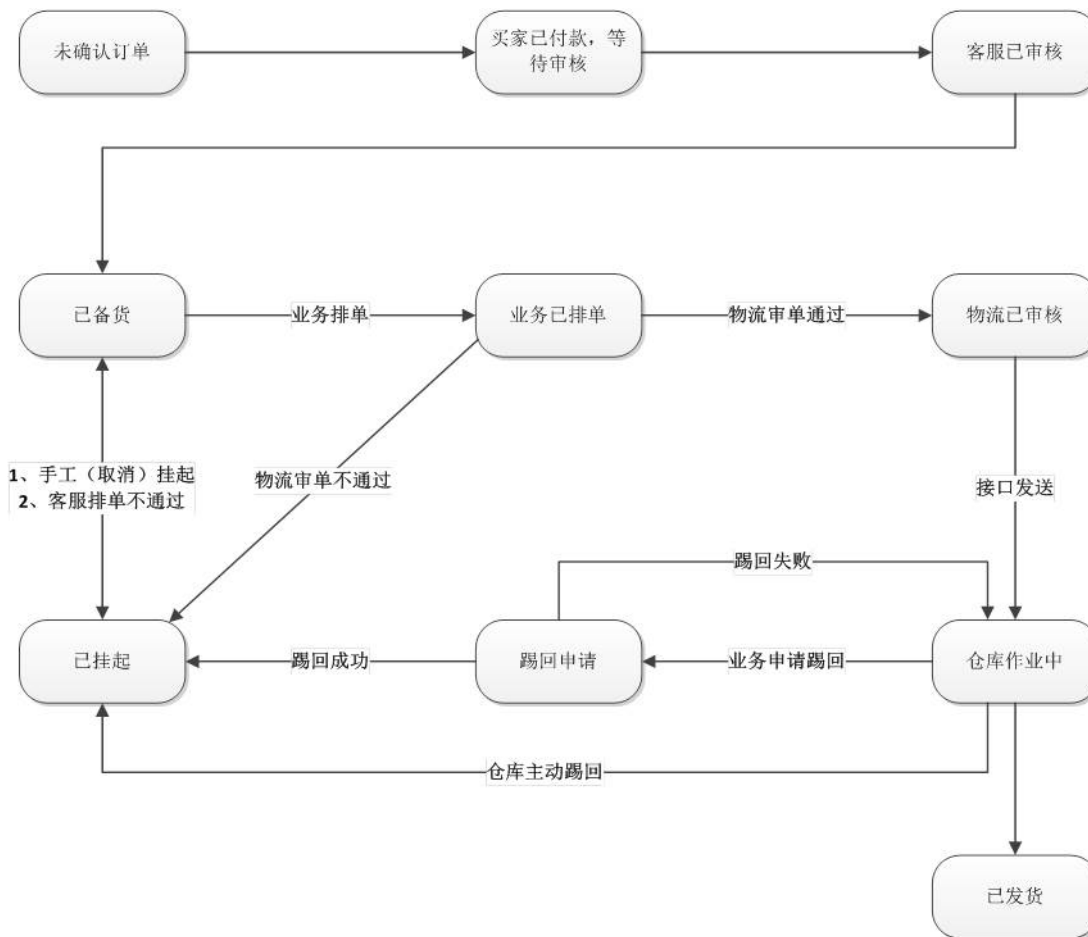 未确认订单
买家已付款，等
待审核
客服已审核
已备货
业务排单
业务已排单
物流审单通过
物流已审核
1、手工（取消）挂起
2、客服排单不通过
物流审单不通过
接口发送
踢回失败
已挂起
踢回成功
踢回申请
业务申请踢回
仓库作业中
仓库主动踢回
已发货